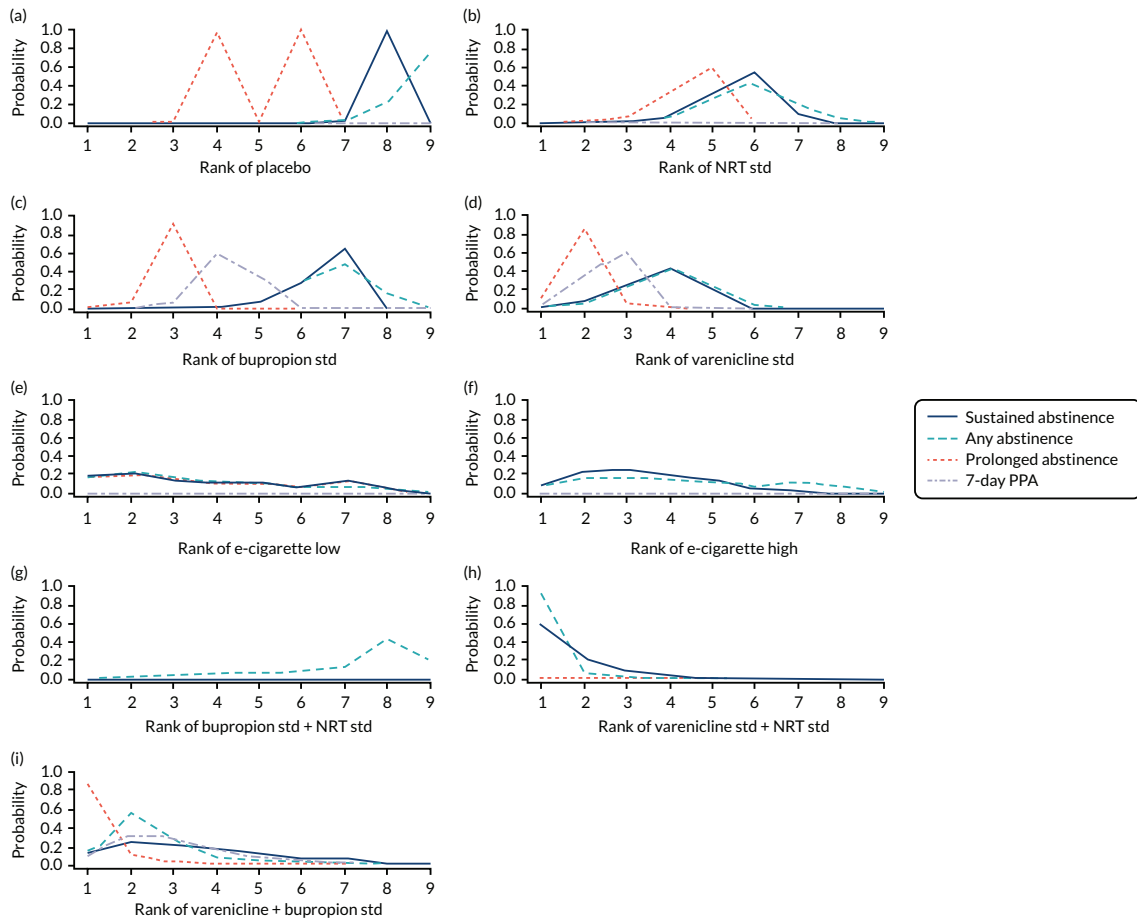 (a)
Probability
1.0
0.8
0.6
0.4
0.2
0.0
1 2 3 4 5 6 7 8 9
Rank of placebo
(b)
Probability
1.0
0.8
0.6
0.4
0.2
0.0
1 2 3 4 5 6 7 8 9
Rank of NRT std
(c)
Probability
1.0
0.8
0.6
0.4
0.2
0.0
1 2 3 4 5 6 7 8 9
Rank of bupropion std
(d)
Probability
1.0
0.8
0.6
0.4
0.2
0.0
1 2 3 4 5 6 7 8 9
Rank of varenicline std
(e)
Probability
1.0
0.8
0.6
0.4
0.2
0.0
1 2 3 4 5 6 7 8 9
Rank of e-cigarette low
(f)
Probability
1.0
0.8
0.6
0.4
0.2
0.0
1 2 3 4 5 6 7 8 9
Rank of e-cigarette high
Sustained abstinence
Any abstinence
Prolonged abstinence
7-day PPA
(g)
Probability
1.0
0.8
0.6
0.4
0.2
0.0
1 2 3 4 5 6 7 8 9
Rank of bupropion std + NRT std
(h)
Probability
1.0
0.8
0.6
0.4
0.2
0.0
1 2 3 4 5 6 7 8 9
Rank of varenicline std + NRT std
(i)
Probability
1.0
0.8
0.6
0.4
0.2
0.0
1 2 3 4 5 6 7 8 9
Rank of varenicline + bupropion std